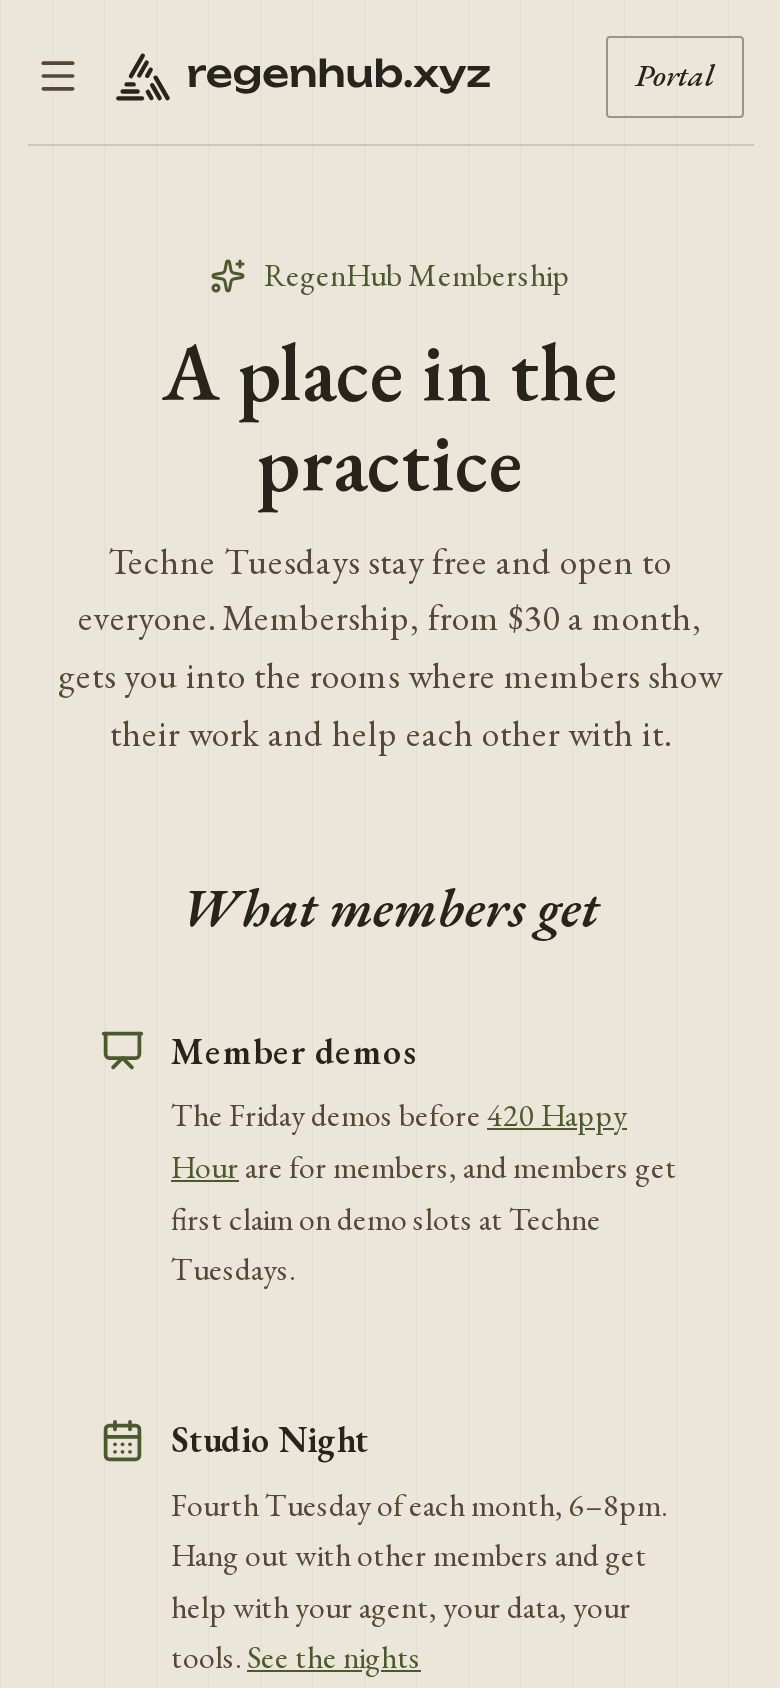 regenhub.xyz
Portal
RegenHub Membership
A place in the
practice
Techne Tuesdays stay free and open to
everyone. Membership, from $30 a month,
gets you into the rooms where members show
their work and help each other with it.
What members get
Member demos
The Friday demos before 420 Happy
Hour are for members, and members get
first claim on demo slots at Techne
Tuesdays.
Studio Night
Fourth Tuesday of each month, 6–8pm.
Hang out with other members and get
help with your agent, your data, your
tools. See the nights